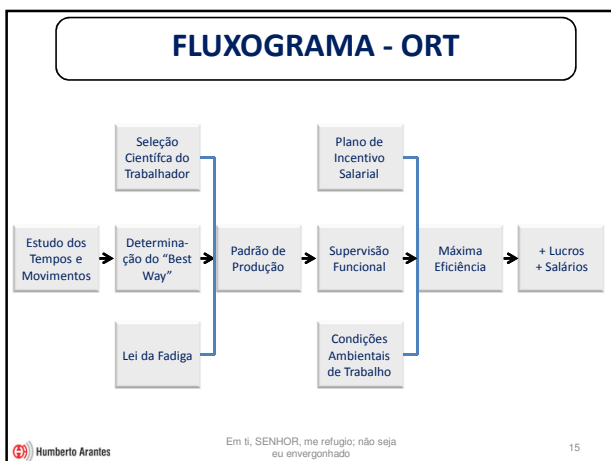 FLUXOGRAMA - ORT
Seleção
Científca do
Trabalhador
Plano de
Incentivo
Salarial
Estudo dos
Tempos e
Movimentos
Determina-
ção do “Best
Way”
Padrão de
Produção
Supervisão
Funcional
Máxima
Eficiência
+ Lucros
+ Salários
Lei da Fadiga
Condições
Ambientais
de Trabalho
Humberto Arantes
Em ti, SENHOR, me refugio; não seja
eu envergonhado
15